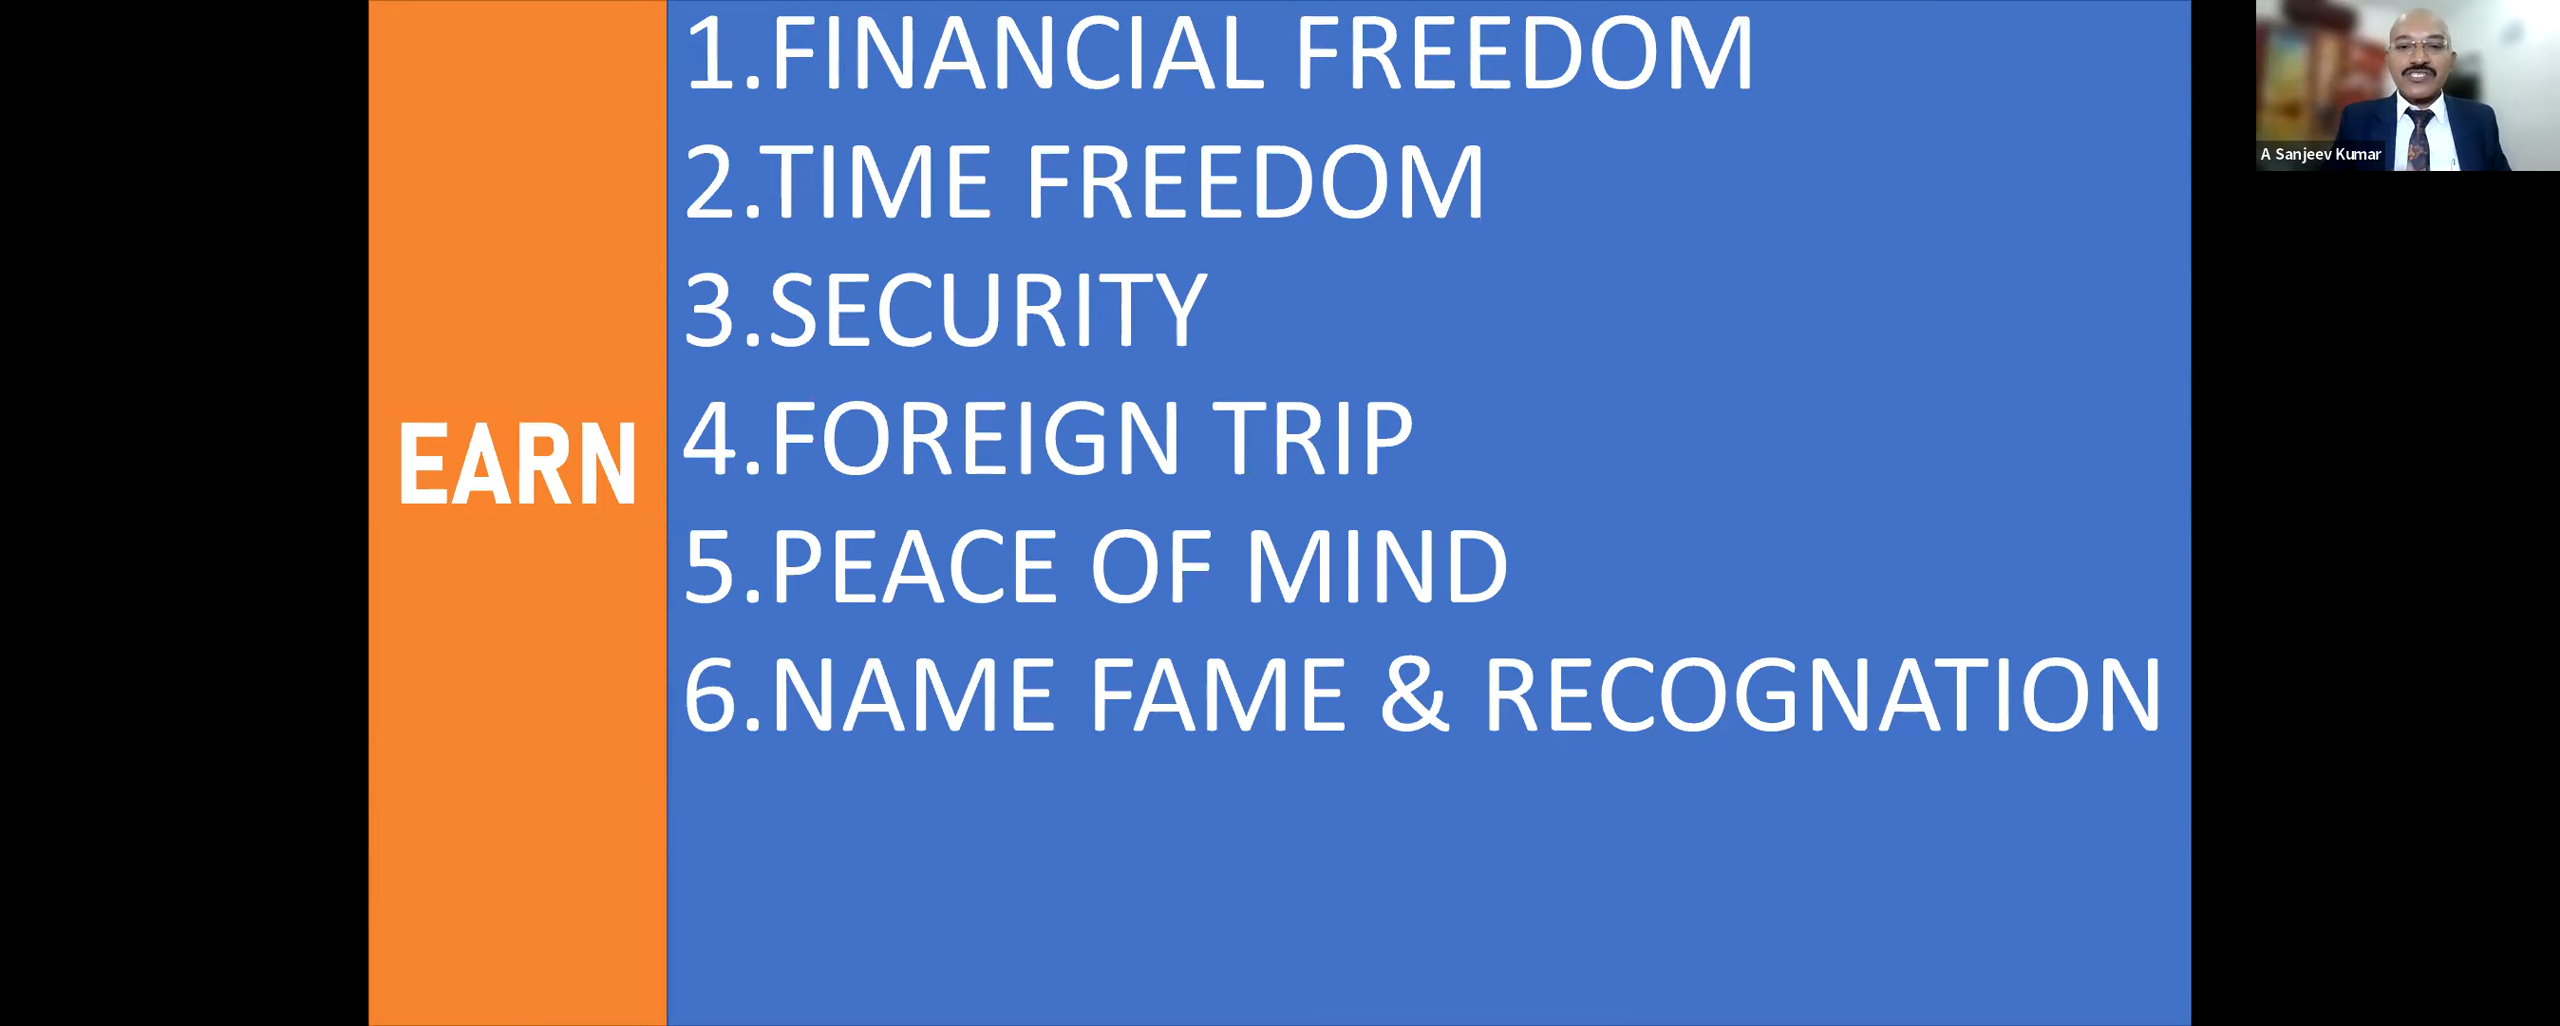 EARN
1.FINANCIAL FREEDOM
2.TIME FREEDOM
3.SECURITY
4.FOREIGN TRIP
5.PEACE OF MIND
6.NAME FAME & RECOGNATION
A Sanjeev Kumar